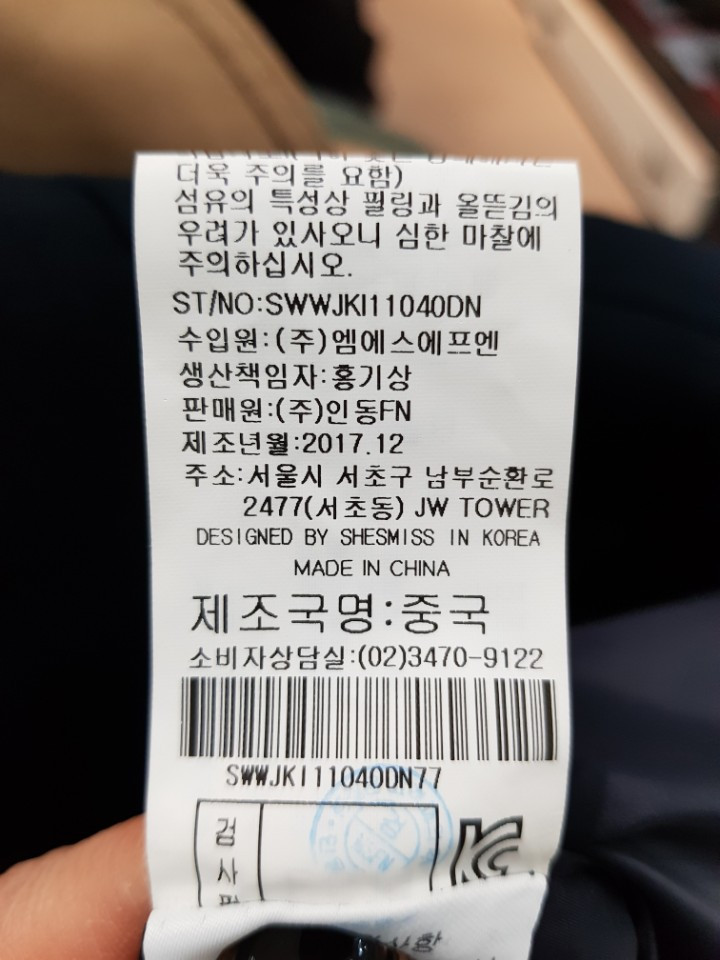 더욱 주의를 요함)
섬유의 특성상 필링과 올뜯김의
우려가 있사오니 심한 마찰에
주의하십시오.
ST/NO:SWWJKI11040DN
수입원:(주)엠에스에프엔
생산책임자:홍기상
판매원:(주)인동FN
제조년월:2017.12
주소:서울시 서초구 남부순환로
2477(서초동) JW TOWER
DESIGNED BY SHESMISS IN KOREA
MADE IN CHINA
제조국명:중국
소비자상담실:(02)3470-9122
SWWJKI11040DN77
검
사